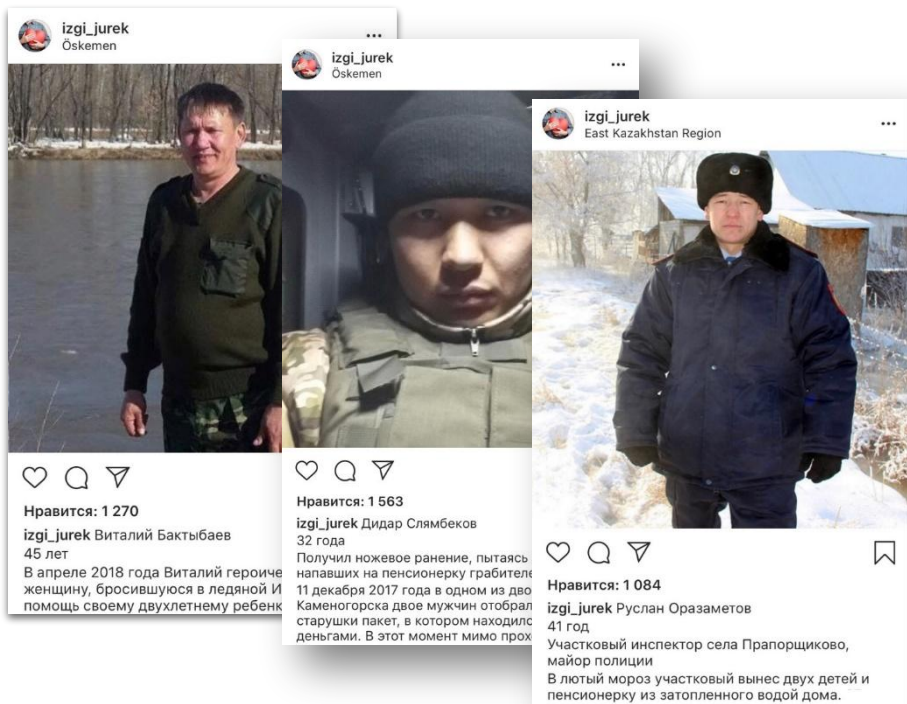 izgi_jurek
Öskemen
Нравится: 1 270
izgi_jurek Виталий Бактыбаев
45 лет
В апреле 2018 года Виталий героиче
женщину, бросившуюся в ледяной И
помощь своему двухлетнему ребенк
izgi_jurek
Öskemen
Нравится: 1 563
izgi_jurek Дидар Слямбеков
32 года
Получил ножевое ранение, пытаясь
напавших на пенсионерку грабителе
11 декабря 2017 года в одном из дво
Каменогорска двое мужчин отобрал
старушки пакет, в котором находилс
деньгами. В этот момент мимо прох
izgi_jurek
East Kazakhstan Region
Нравится: 1 084
izgi_jurek Руслан Оразаметов
41 год
Участковый инспектор села Прапорщиково,
майор полиции
В лютый мороз участковый вынес двух детей и
пенсионерку из затопленного водой дома.